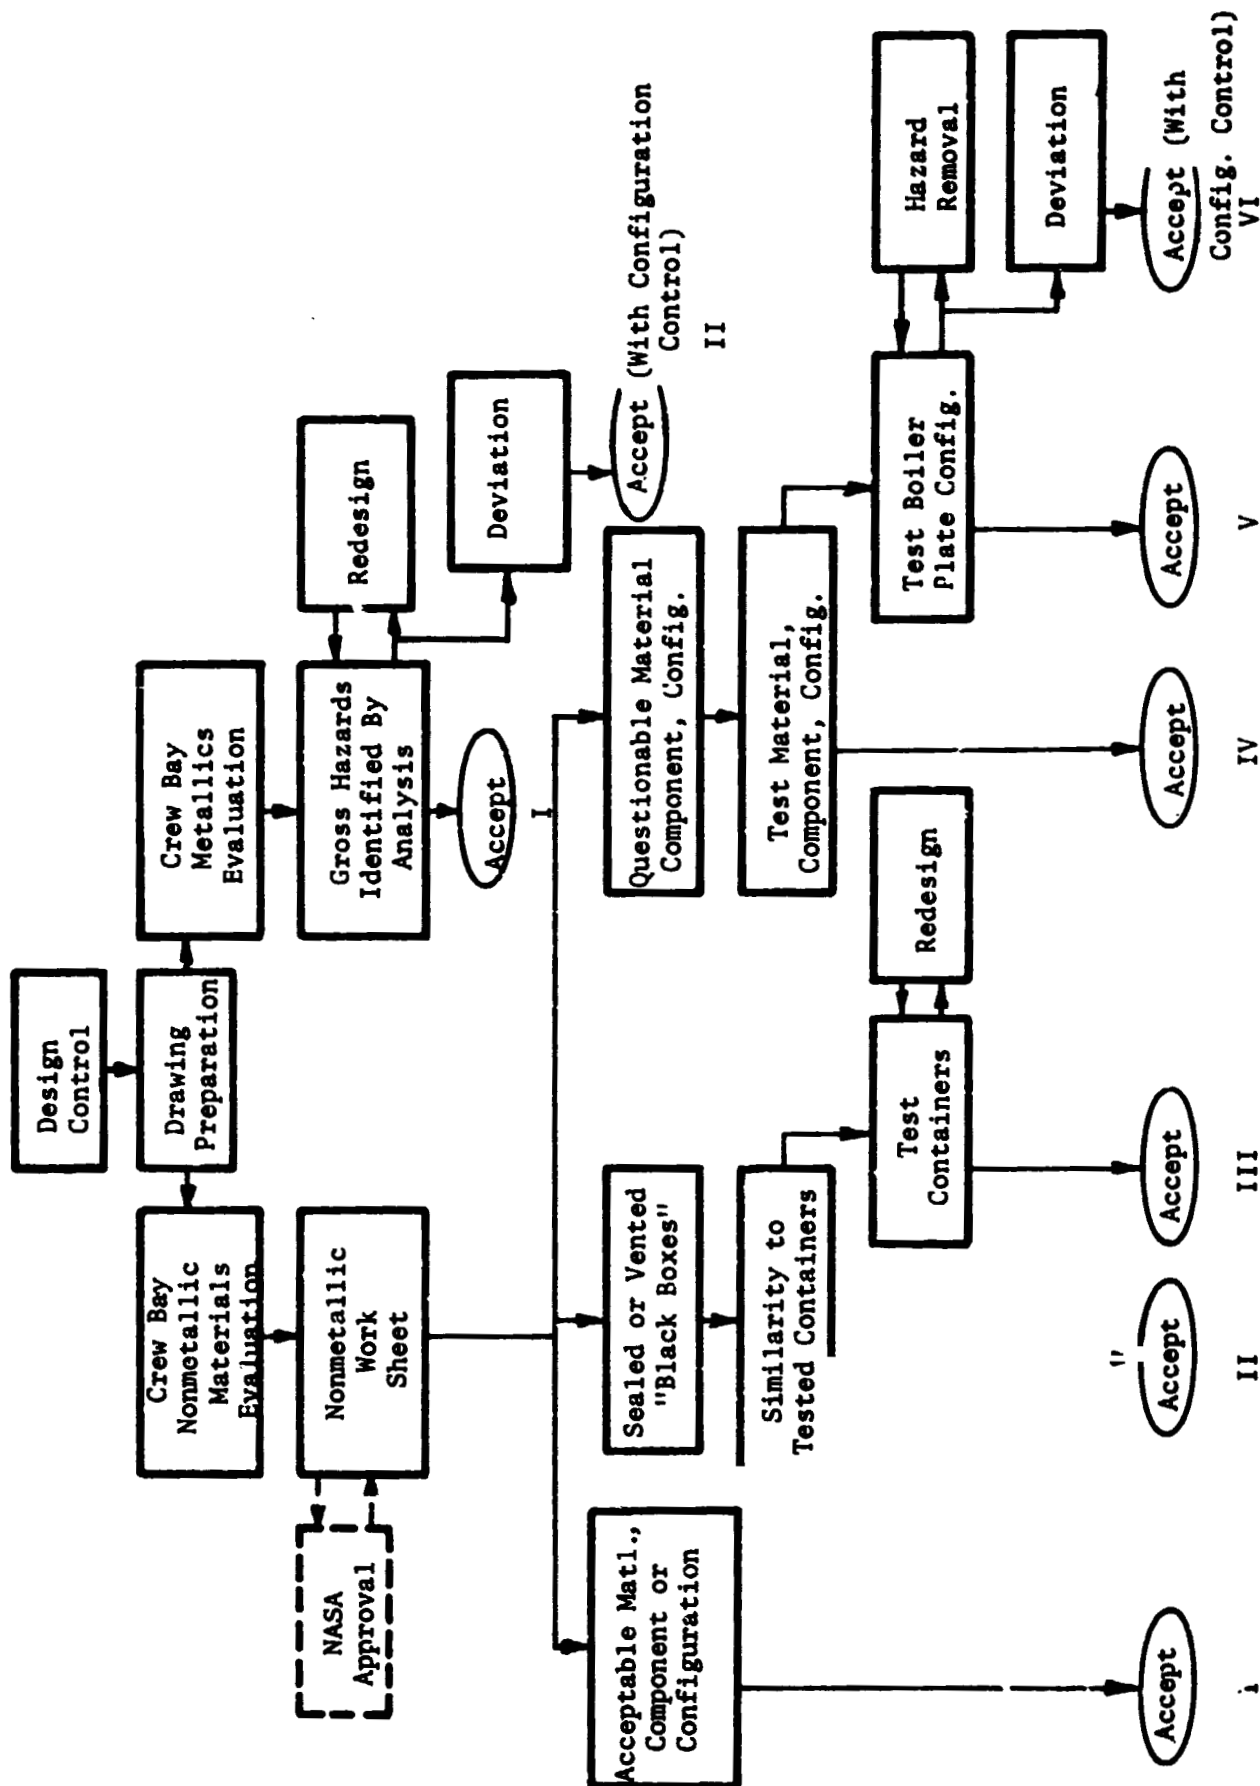 Design
Control
Drawing
Preparation
Crew Bay
Nonmetallic
Materials
Evaluation
Crew Bay
Metallics
Evaluation
NASA
Approval
Nonmetallic
Work
Sheet
Gross Hazards
Identified By
Analysis
Redesign
Accept
I
Deviation
Accept (With Configuration
Control)
II
Acceptable Matl.,
Component or
Configuration
Sealed or Vented
"Black Boxes"
Questionable Material
Component, Config.
Similarity to
Tested Containers
Test Material,
Component, Config.
Test
Containers
Redesign
Test Boiler
Plate Config.
Hazard
Removal
Deviation
Accept
Accept
Accept
Accept
Accept
Accept (With
Config. Control)
II
III
IV
V
VI